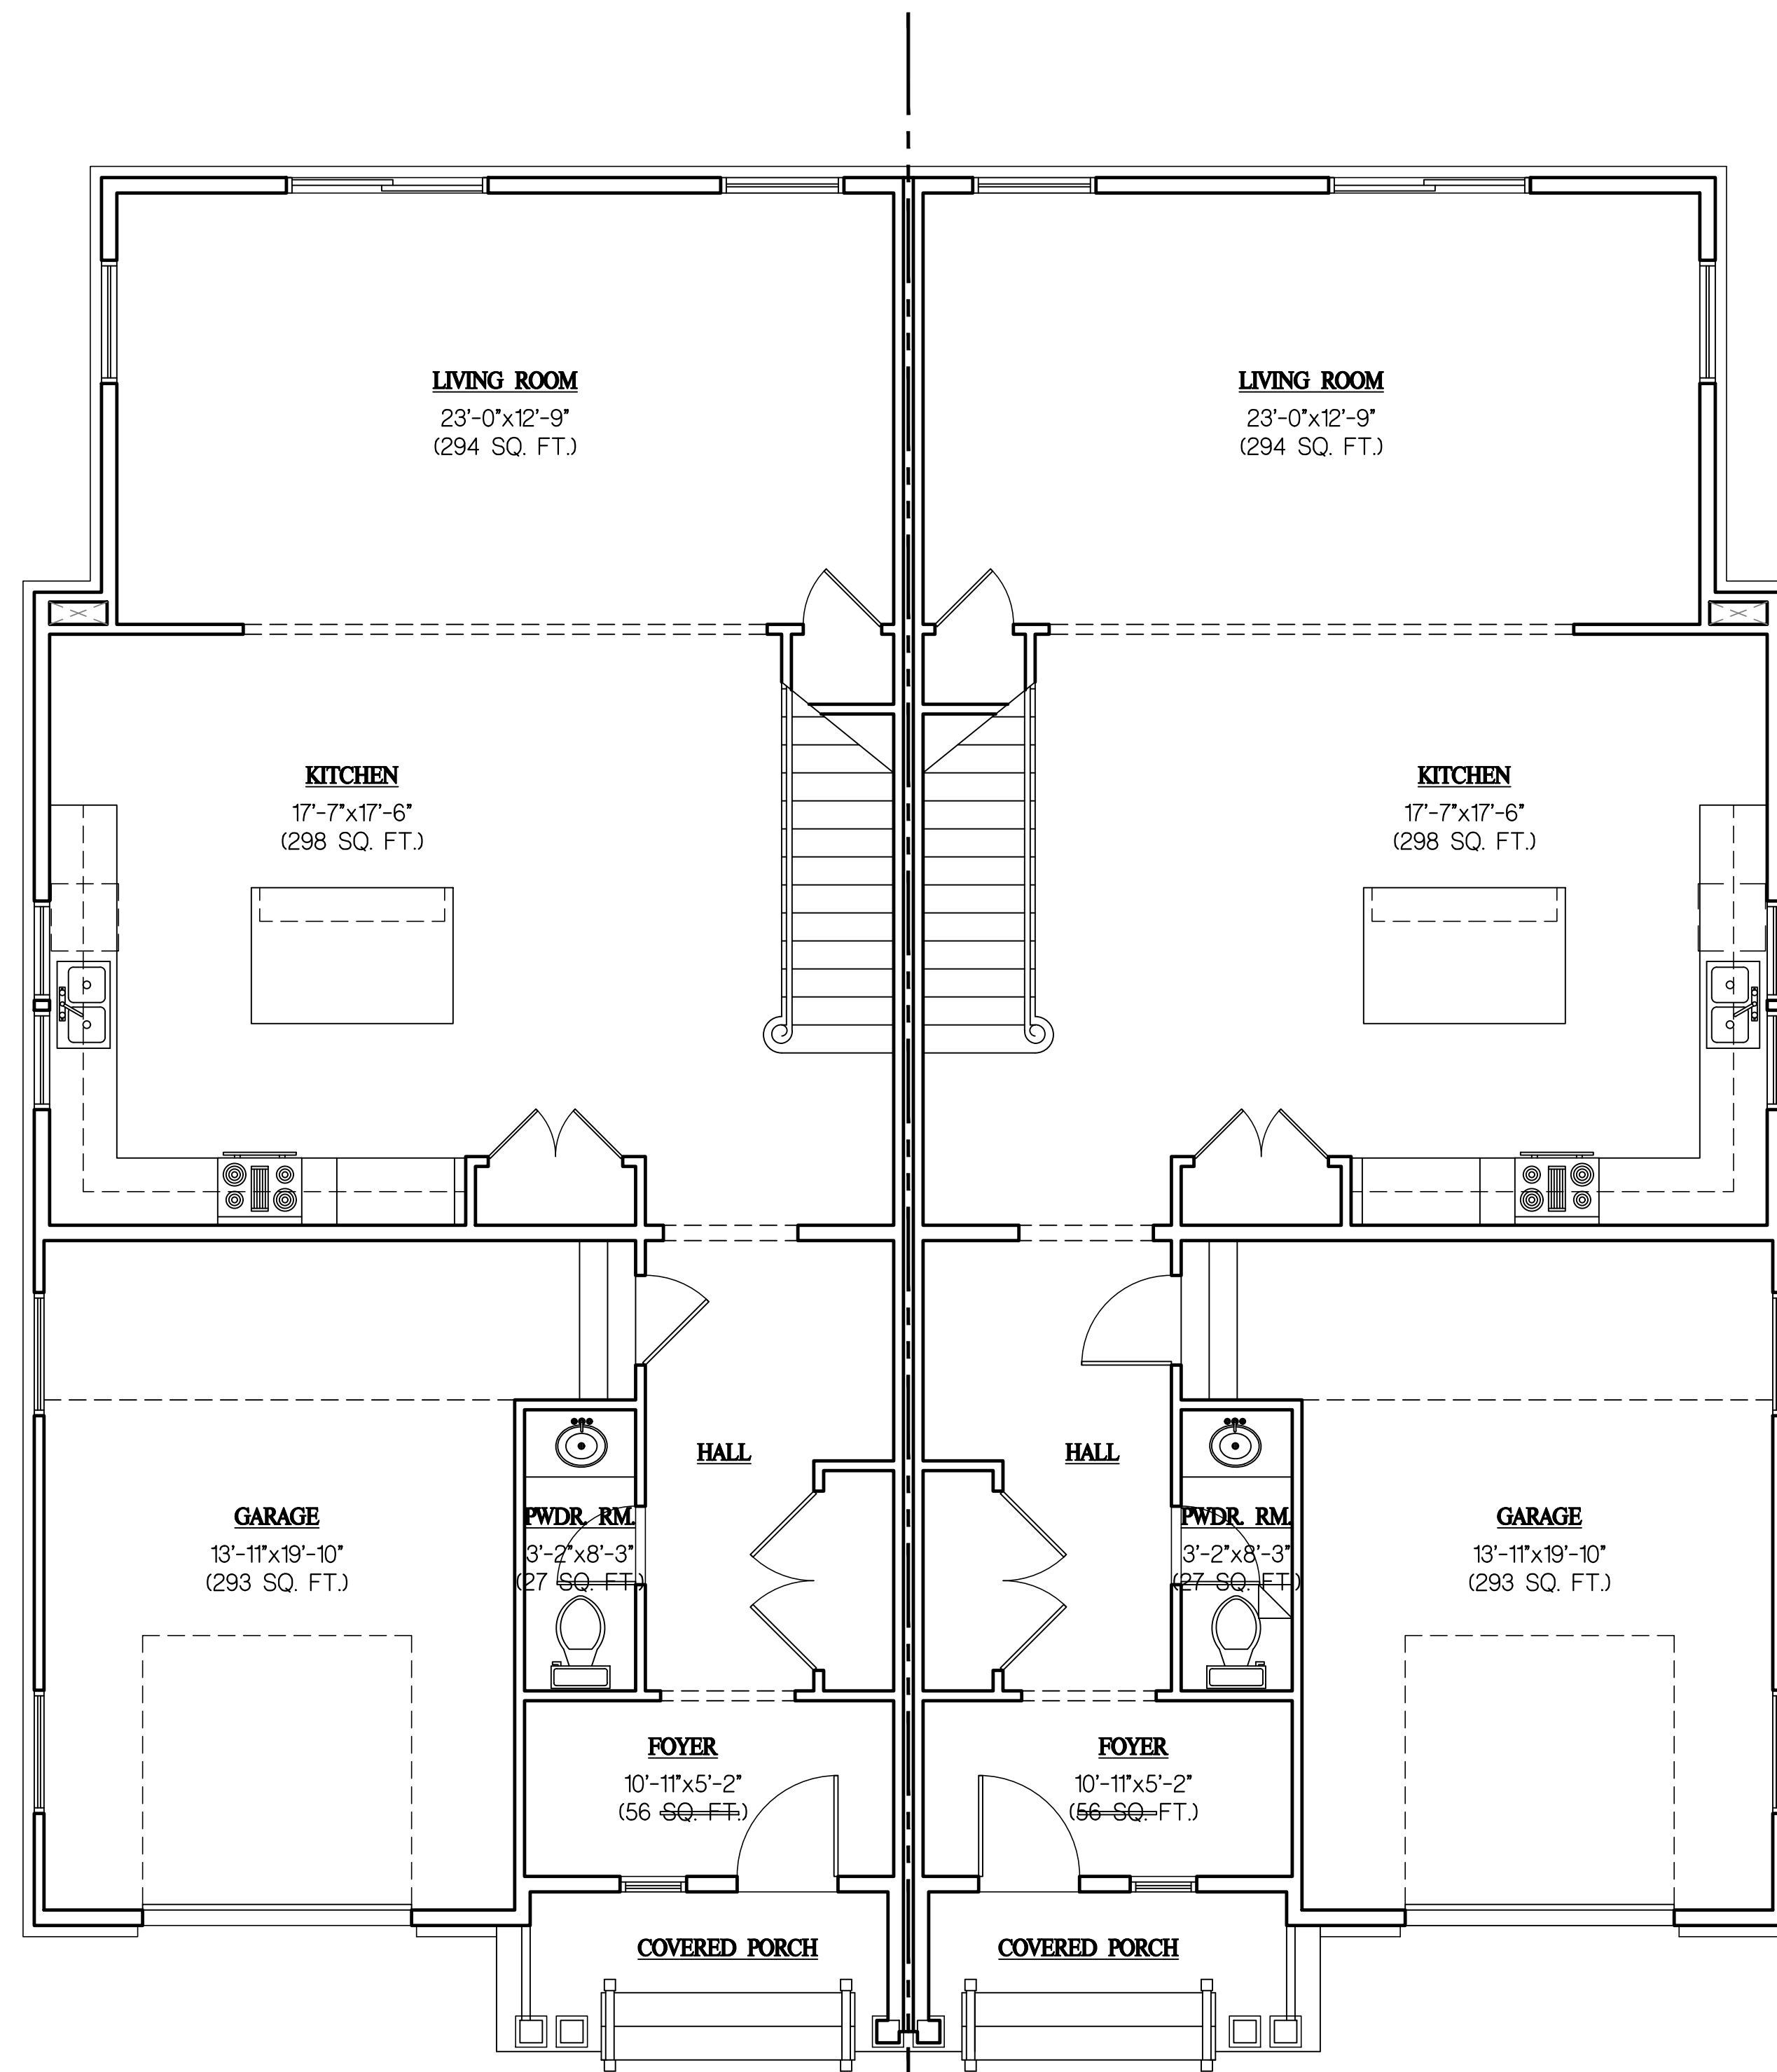 LIVING ROOM
23'-0"x12'-9"
(294 SQ. FT.)
LIVING ROOM
23'-0"x12'-9"
(294 SQ. FT.)
KITCHEN
17'-7"x17'-6"
(298 SQ. FT.)
KITCHEN
17'-7"x17'-6"
(298 SQ. FT.)
HALL
HALL
GARAGE
13'-11"x19'-10"
(293 SQ. FT.)
PWDR. RM.
3'-2"x8'-3"
(27 SQ. FT.)
PWDR. RM.
3'-2"x8'-3"
(27 SQ. FT.)
GARAGE
13'-11"x19'-10"
(293 SQ. FT.)
FOYER
10'-11"x5'-2"
(56 SQ. FT.)
FOYER
10'-11"x5'-2"
(56 SQ. FT.)
COVERED PORCH
COVERED PORCH